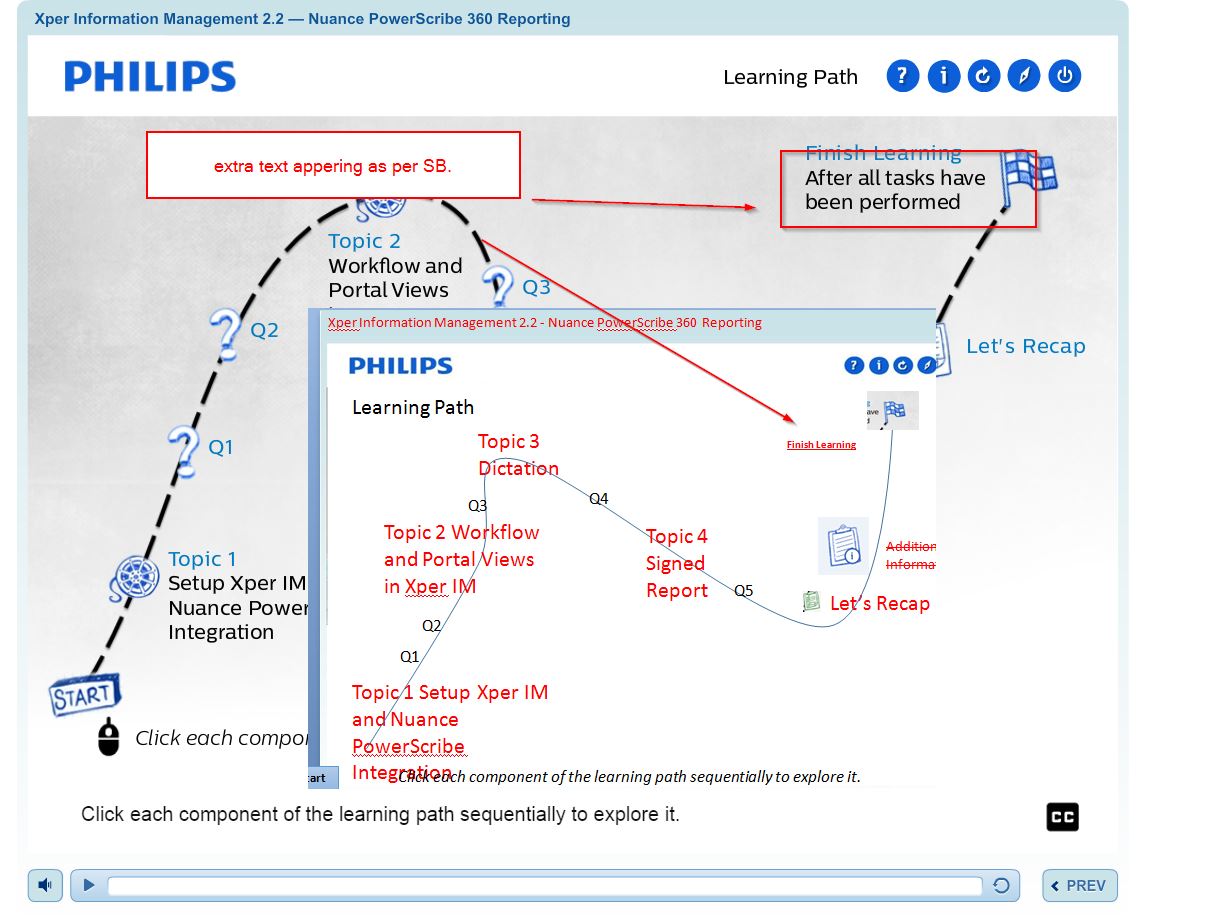 Xper Information Management 2.2 — Nuance PowerScribe 360 Reporting
PHILIPS
Learning Path
extra text appering as per SB.
Finish Learning
After all tasks have
been performed
Topic 2
Workflow and
Portal Views
Q3
Q2
Let's Recap
Q1
Topic 1
Setup Xper IM
Nuance Power
Integration
START
Click each compo
Xper Information Management 2.2 - Nuance PowerScribe 360 Reporting
PHILIPS
Learning Path
ave
d
Finish Learning
Topic 3
Dictation
Q3
Q4
Topic 2 Workflow
and Portal Views
in Xper IM
Topic 4
Signed
Report
Addition
Informa
Q5
Let's Recap
Q2
Q1
Topic 1 Setup Xper IM
and Nuance
PowerScribe
Integration
art
Click each component of the learning path sequentially to explore it.
Click each component of the learning path sequentially to explore it.
CC
PREV